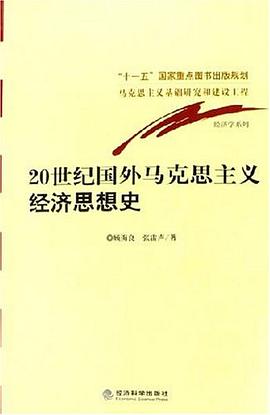 "十一五"国家重点图书出版规划
马克思主义基础研究和建设工程
经济学系列
20世纪国外马克思主义
经济思想史
◎顾海良 张雷声/著
经济科学出版社
Economic Science Press